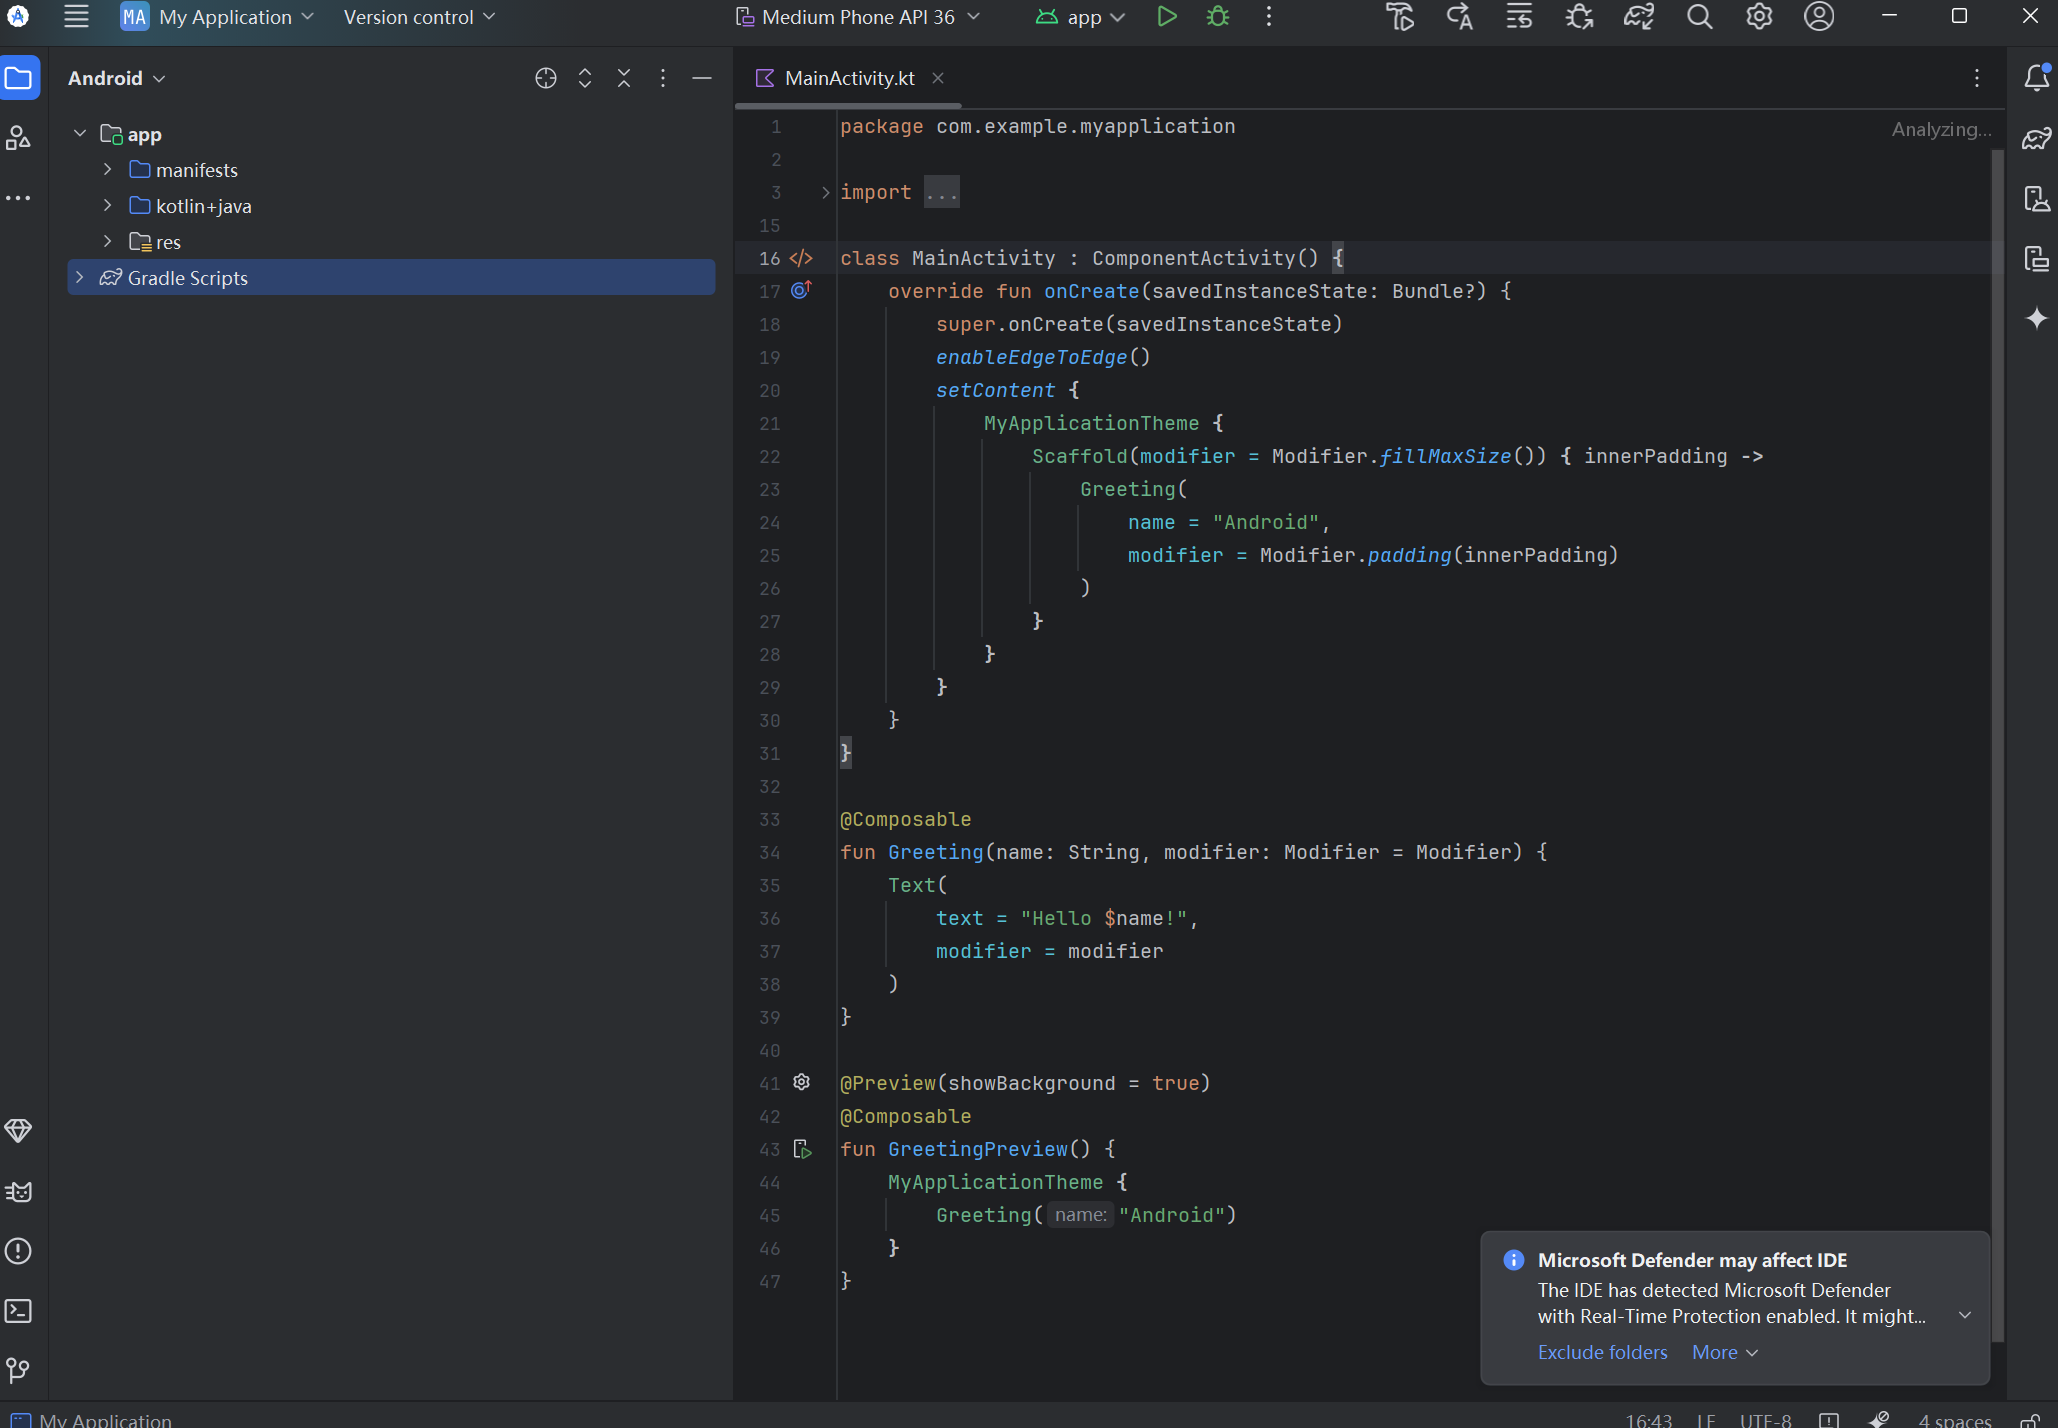 MA My Application Version control Medium Phone API 36 app
Android
MainActivity.kt
app
manifests
kotlin+java
res
Gradle Scripts
Analyzing...
1 package com.example.myapplication
2
3 import ...
15
16 class MainActivity : ComponentActivity() {
17 override fun onCreate(savedInstanceState: Bundle?) {
18 super.onCreate(savedInstanceState)
19 enableEdgeToEdge()
20 setContent {
21 MyApplicationTheme {
22 Scaffold(modifier = Modifier.fillMaxSize()) { innerPadding ->
23 Greeting(
24 name = "Android",
25 modifier = Modifier.padding(innerPadding)
26 )
27 }
28 }
29 }
30 }
31 }
32
33 @Composable
34 fun Greeting(name: String, modifier: Modifier = Modifier) {
35 Text(
36 text = "Hello $name!",
37 modifier = modifier
38 )
39 }
40
41 @Preview(showBackground = true)
42 @Composable
43 fun GreetingPreview() {
44 MyApplicationTheme {
45 Greeting( name: "Android")
46 }
47 }
Microsoft Defender may affect IDE
The IDE has detected Microsoft Defender
with Real-Time Protection enabled. It might...
Exclude folders More
My Application 16:43 LF UTF-8 4 spaces